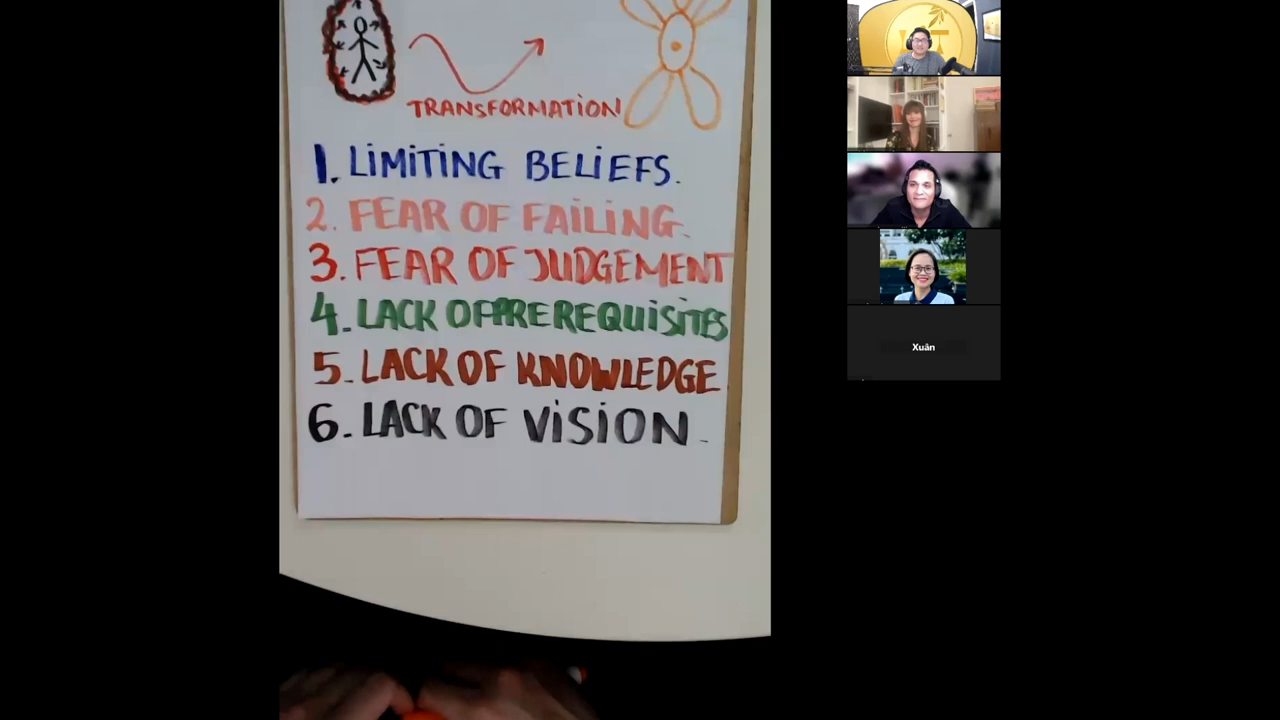 TRANSFORMATION
1. LIMITING BELIEFS.
2. FEAR OF FAILING.
3. FEAR OF JUDGEMENT
4. LACK OF PREREQUISITES
5. LACK OF KNOWLEDGE
6. LACK OF VISION.
Xuân